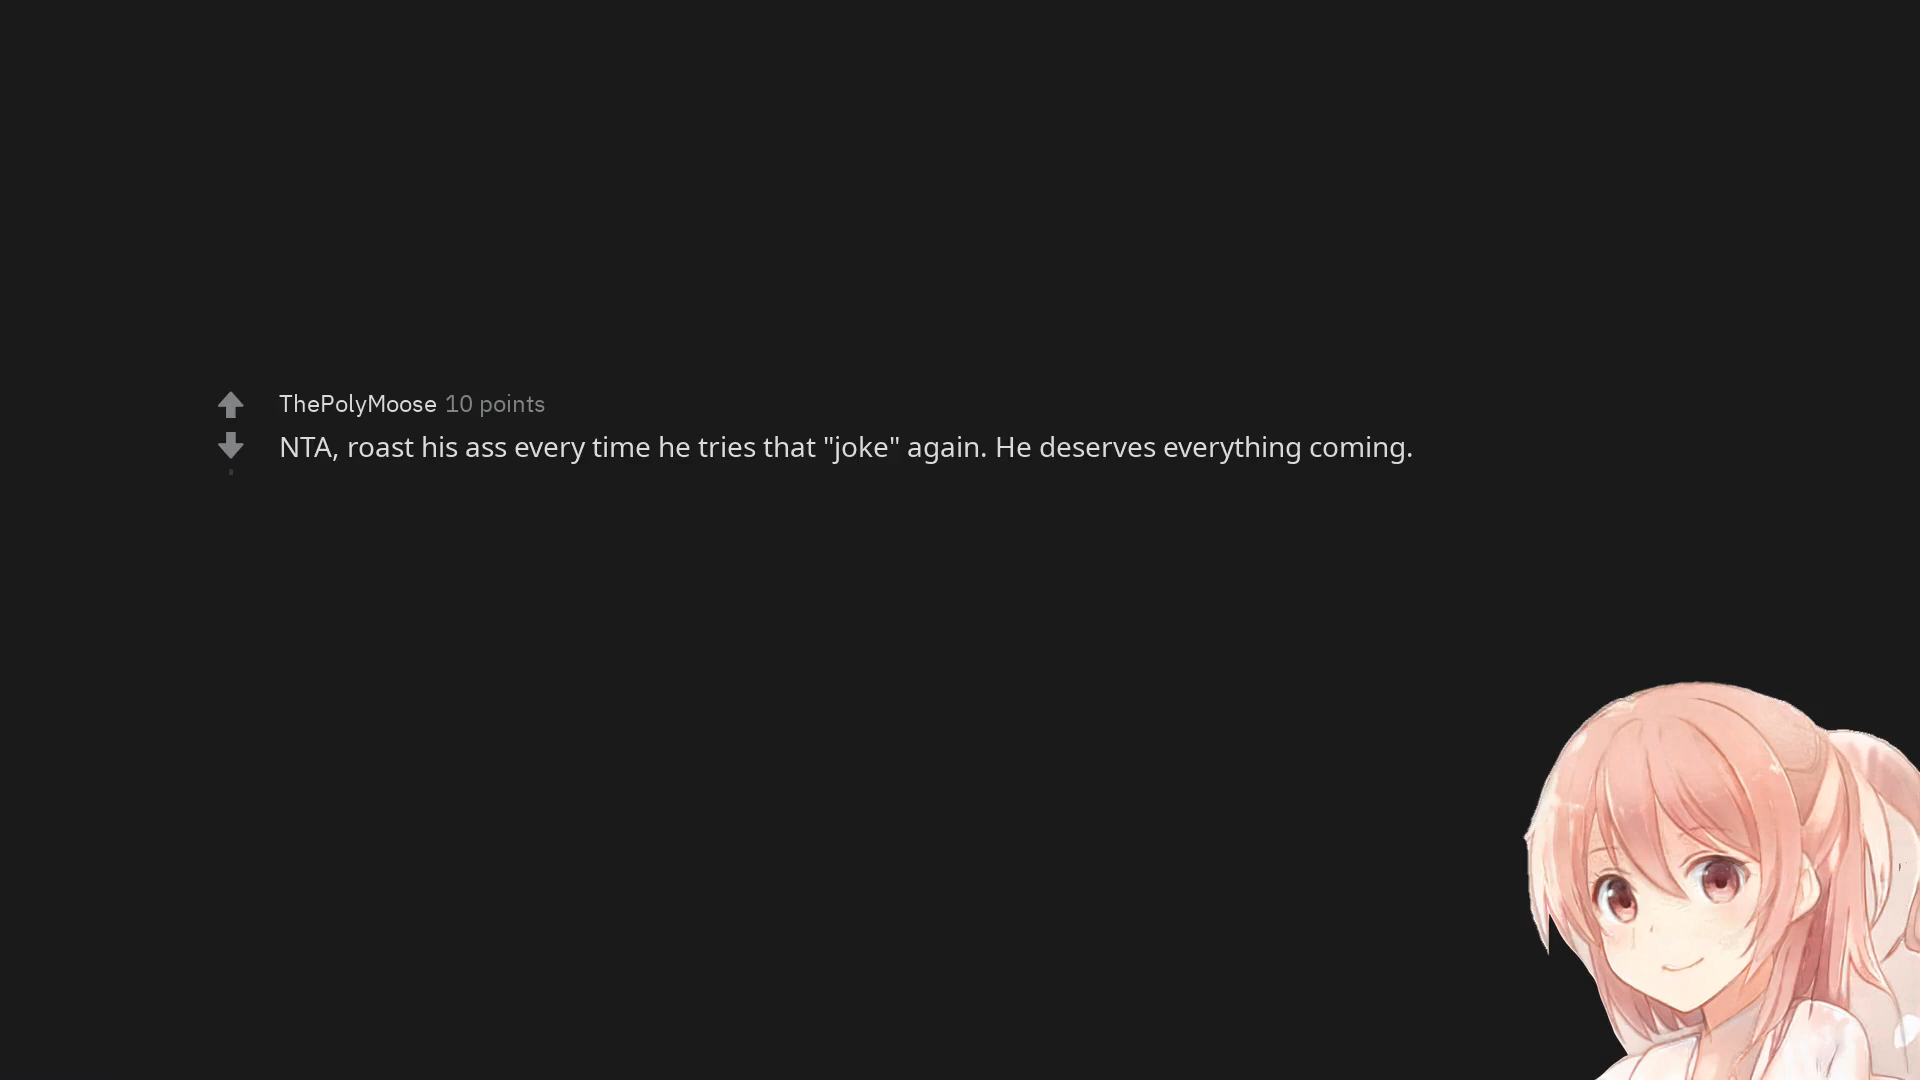 ThePolyMoose 10 points
NTA, roast his ass every time he tries that "joke" again. He deserves everything coming.